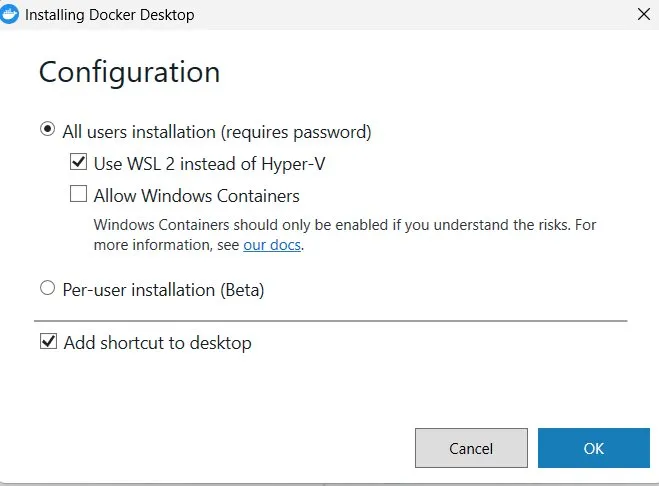 Installing Docker Desktop
Configuration
All users installation (requires password)
Use WSL 2 instead of Hyper-V
Allow Windows Containers
Windows Containers should only be enabled if you understand the risks. For
more information, see our docs.
Per-user installation (Beta)
Add shortcut to desktop
Cancel
OK